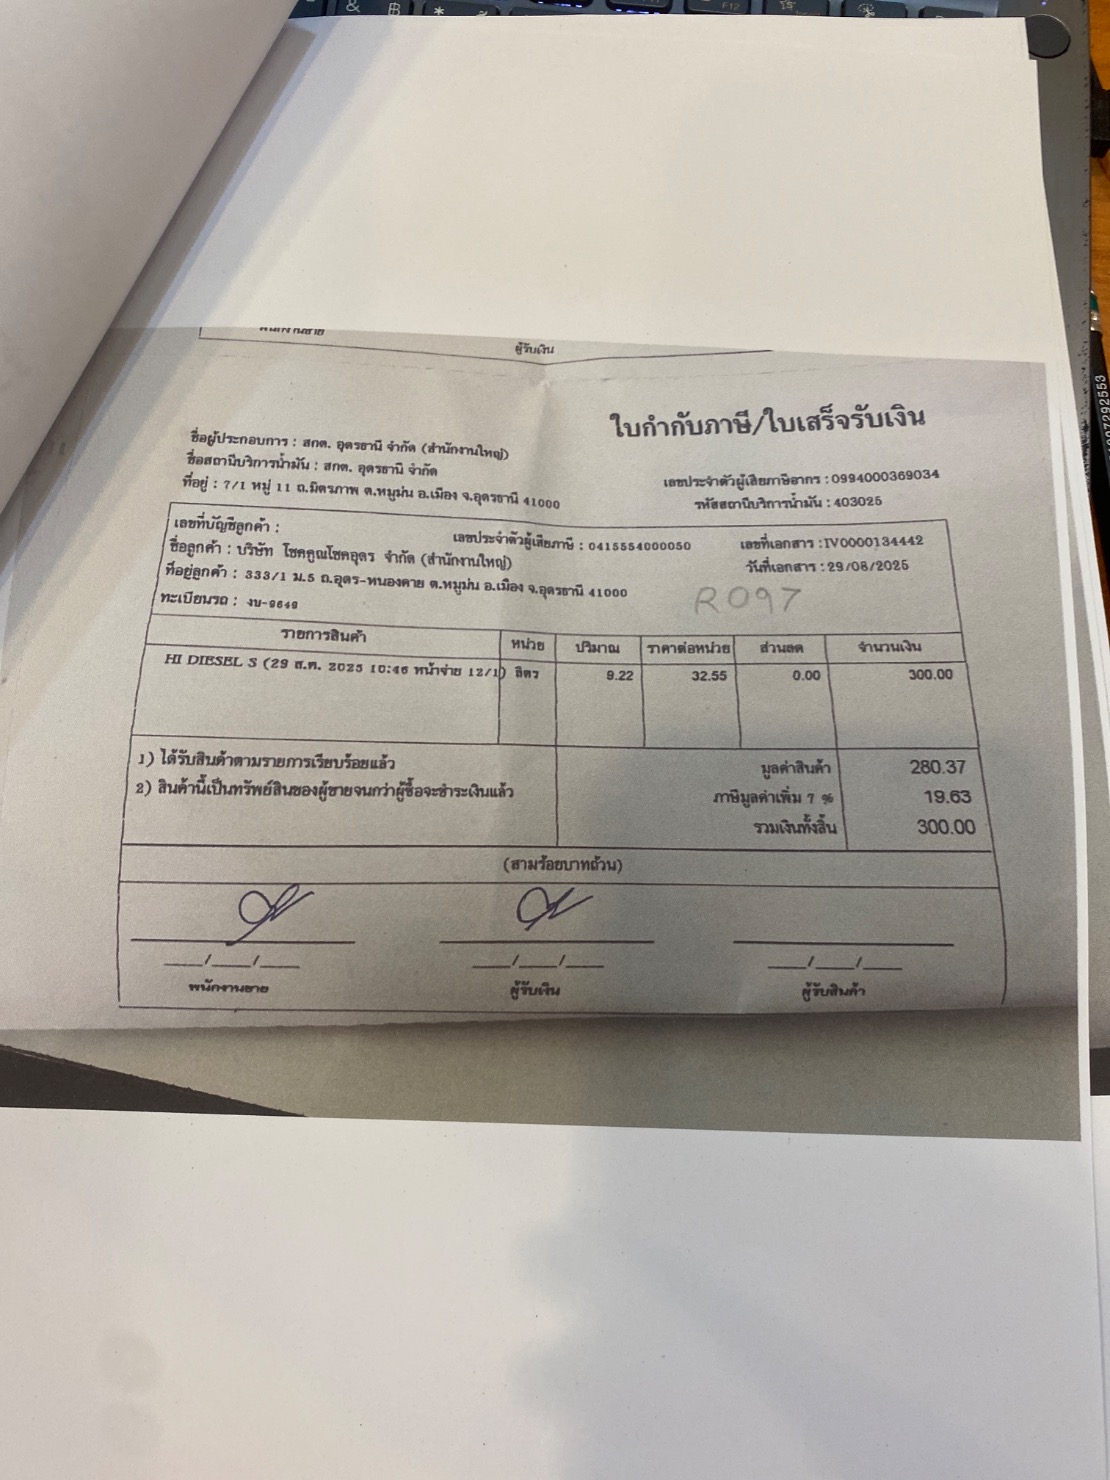 ผู้รับเงิน
ใบกำกับภาษี/ใบเสร็จรับเงิน
ชื่อผู้ประกอบการ : สกต. อุดรธานี จำกัด (สำนักงานใหญ่)
ชื่อสถานีบริการน้ำมัน : สกต. อุดรธานี จำกัด
ที่อยู่ : 7/1 หมู่ 11 ถ.มิตรภาพ ต.หมูม่น อ.เมือง จ.อุดรธานี 41000
เลขประจำตัวผู้เสียภาษีอากร : 0994000369034
รหัสสถานีบริการน้ำมัน : 403025
เลขที่บัญชีลูกค้า : เลขประจำตัวผู้เสียภาษี : 0415554000050 เลขที่เอกสาร : IV0000134442
ชื่อลูกค้า : บริษัท โชคคูณโชคอุดร จำกัด (สำนักงานใหญ่) วันที่เอกสาร : 29/08/2025
ที่อยู่ลูกค้า : 333/1 ม.5 ถ.อุดร-หนองคาย ต.หมูม่น อ.เมือง จ.อุดรธานี 41000
R097
ทะเบียนรถ : งบ-9649
รายการสินค้า หน่วย ปริมาณ ราคาต่อหน่วย ส่วนลด จำนวนเงิน
HI DIESEL S (29 ส.ค. 2025 10:46 หน้าจ่าย 12/1) ลิตร 9.22 32.55 0.00 300.00
1) ได้รับสินค้าตามรายการเรียบร้อยแล้ว
2) สินค้านี้เป็นทรัพย์สินของผู้ขายจนกว่าผู้ซื้อจะชำระเงินแล้ว
มูลค่าสินค้า 280.37
ภาษีมูลค่าเพิ่ม 7 % 19.63
รวมเงินทั้งสิ้น 300.00
(สามร้อยบาทถ้วน)
___/___/___ ___/___/___ ___/___/___
พนักงานขาย ผู้รับเงิน ผู้รับสินค้า